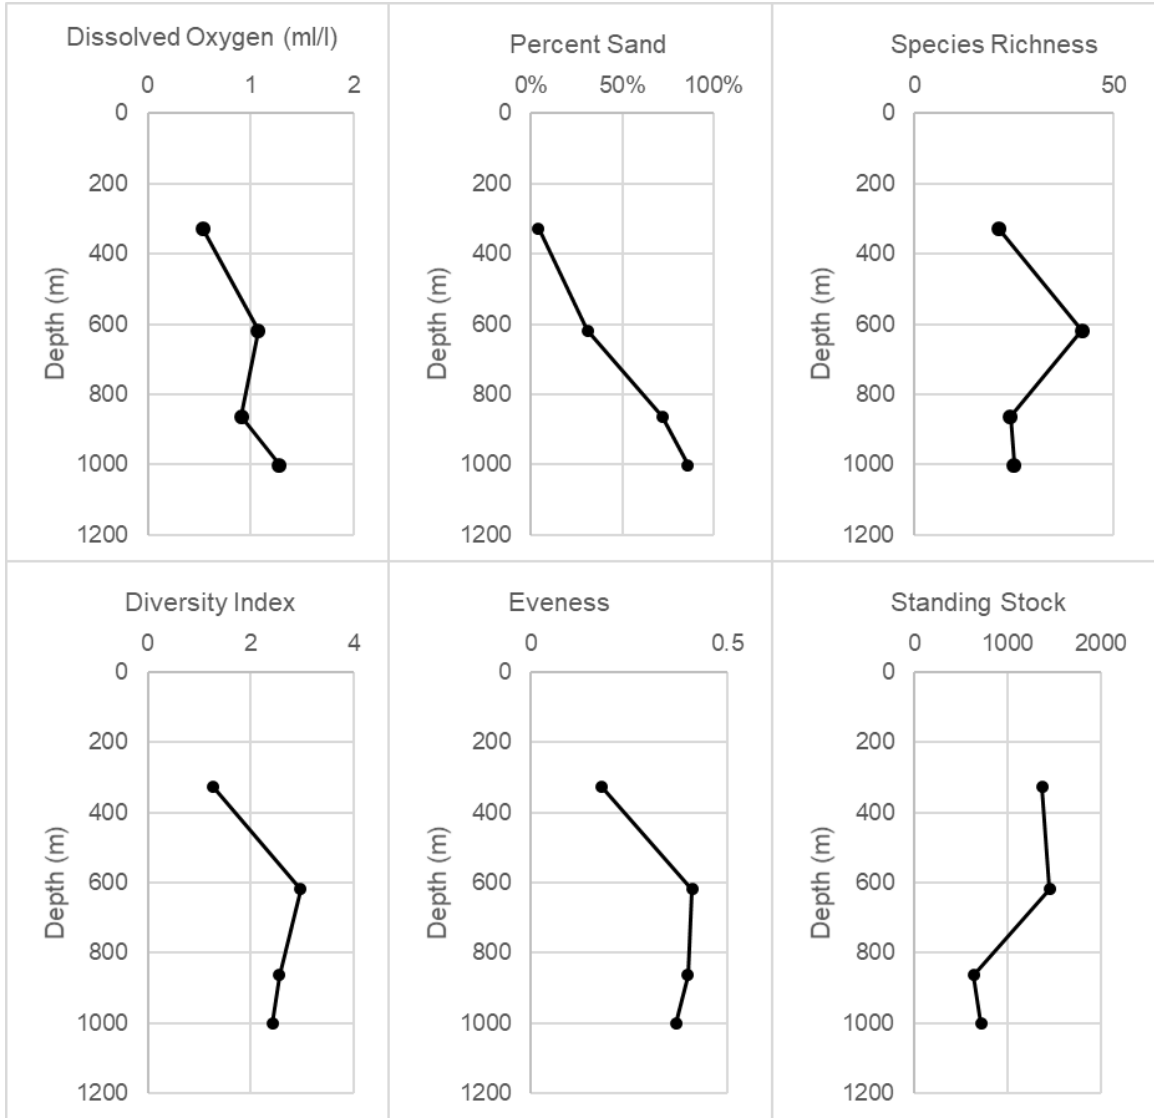 Dissolved Oxygen (ml/l)
0 1 2
0
200
400
600
800
1000
1200
Depth (m)
Percent Sand
0% 50% 100%
0
200
400
600
800
1000
1200
Depth (m)
Species Richness
0 50
0
200
400
600
800
1000
1200
Depth (m)
Diversity Index
0 2 4
0
200
400
600
800
1000
1200
Depth (m)
Eveness
0 0.5
0
200
400
600
800
1000
1200
Depth (m)
Standing Stock
0 1000 2000
0
200
400
600
800
1000
1200
Depth (m)